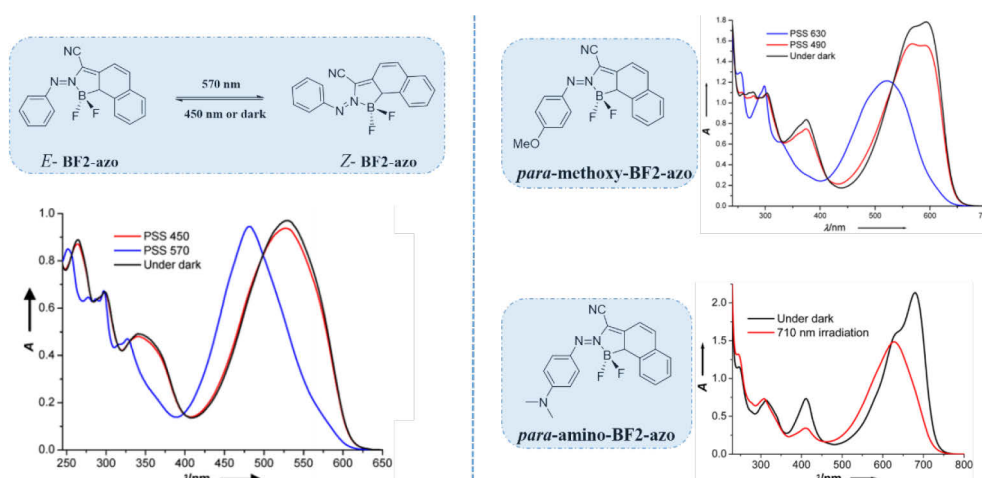 NC
N=N
B
F
F
E- BF2-azo
570 nm
450 nm or dark
NC
N
N
B
F
F
Z- BF2-azo
1.0
0.8
0.6
0.4
0.2
0.0
A
PSS 450
PSS 570
Under dark
250 300 350 400 450 500 550 600 650
NC
N=N
B
F
F
MeO
para-methoxy-BF2-azo
1.8
1.6
1.4
1.2
1.0
0.8
0.6
0.4
0.2
0.0
A
PSS 630
PSS 490
Under dark
300 400 500 600
λ/nm
NC
N=N
B
F
F
N
para-amino-BF2-azo
2.0
1.5
1.0
0.5
0.0
A
Under dark
710 nm irradiation
300 400 500 600 700 800